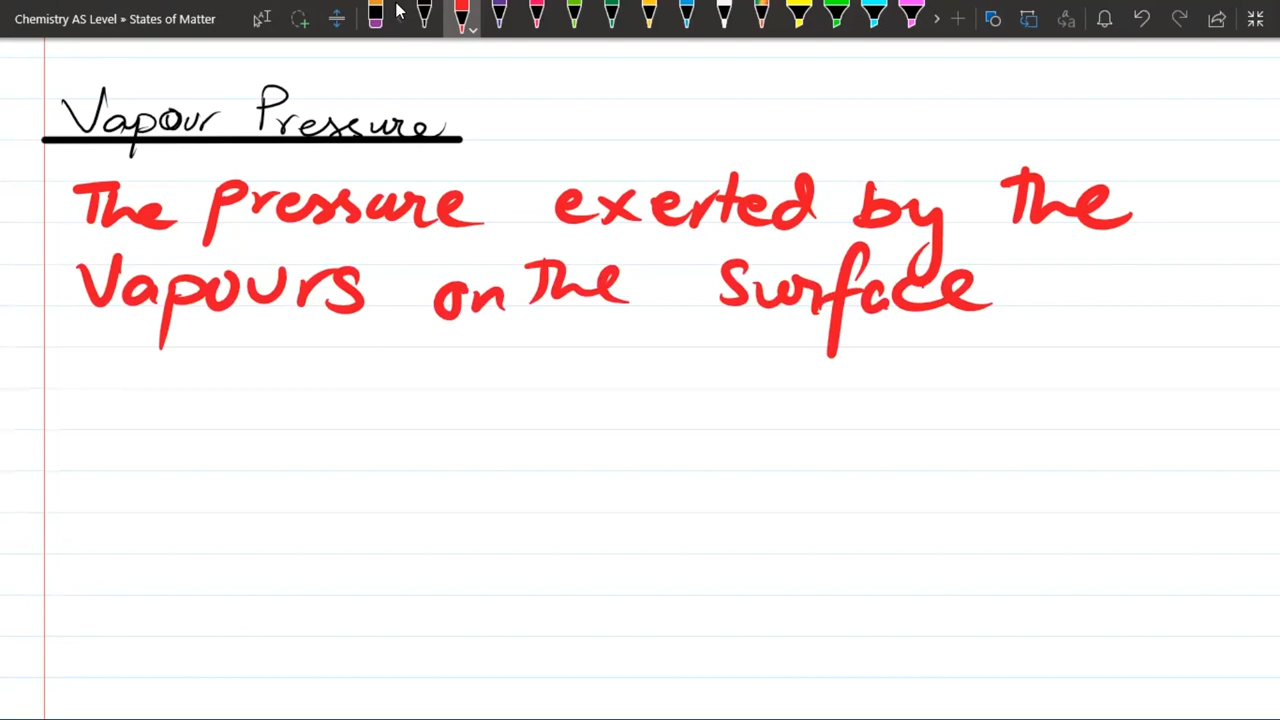 Chemistry AS Level » States of Matter
Vapour Pressure
The pressure exerted by the
Vapours on the Surface